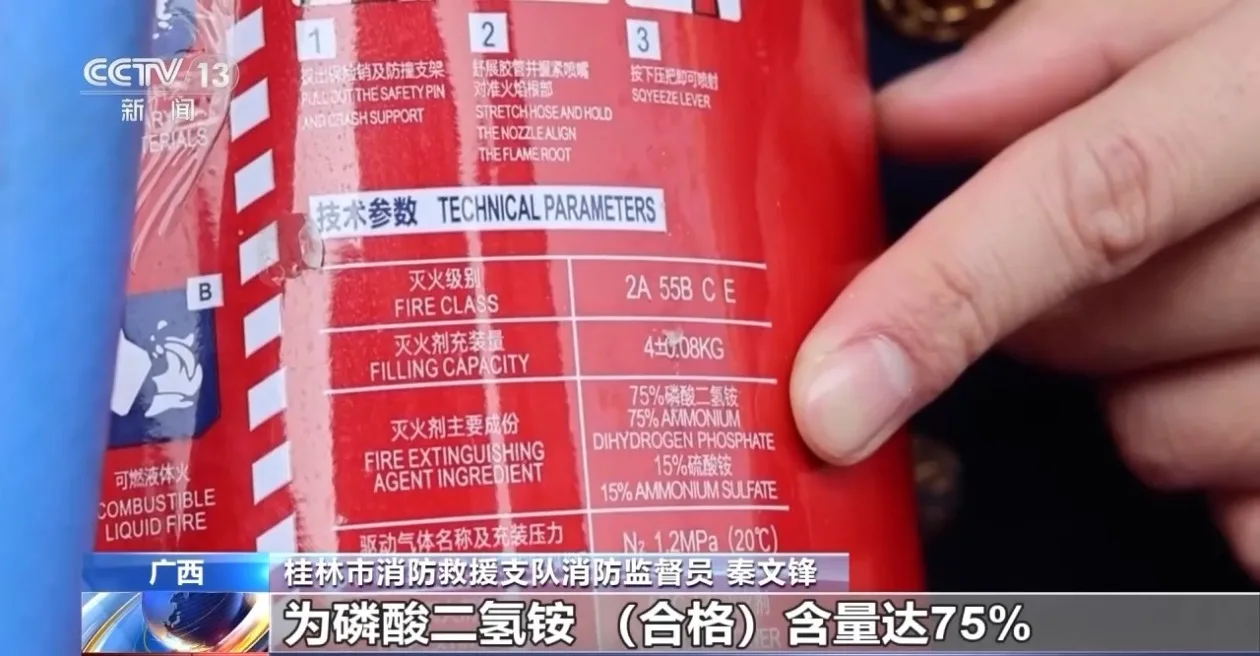 CCTV 13
新闻
1
拔出保险销及防撞支架
PULL OUT THE SAFETY PIN
AND CRASH SUPPORT
2
舒展胶管并握紧喷嘴
对准火焰根部
STRETCH HOSE AND HOLD
THE NOZZLE ALIGN
THE FLAME ROOT
3
按下压把即可喷射
SQYEEZE LEVER
技术参数 TECHNICAL PARAMETERS
灭火级别
FIRE CLASS
2A 55B C E
灭火剂充装量
FILLING CAPACITY
4±0.08KG
灭火剂主要成份
FIRE EXTINGUISHING
AGENT INGREDIENT
75%磷酸二氢铵
75% AMMONIUM
DIHYDROGEN PHOSPHATE
15%硫酸铵
15% AMMONIUM SULFATE
驱动气体名称及充装压力
N₂ 1.2MPa (20℃)
B
可燃液体火
COMBUSTIBLE
LIQUID FIRE
广西
桂林市消防救援支队消防监督员 秦文锋
为磷酸二氢铵 （合格）含量达75%